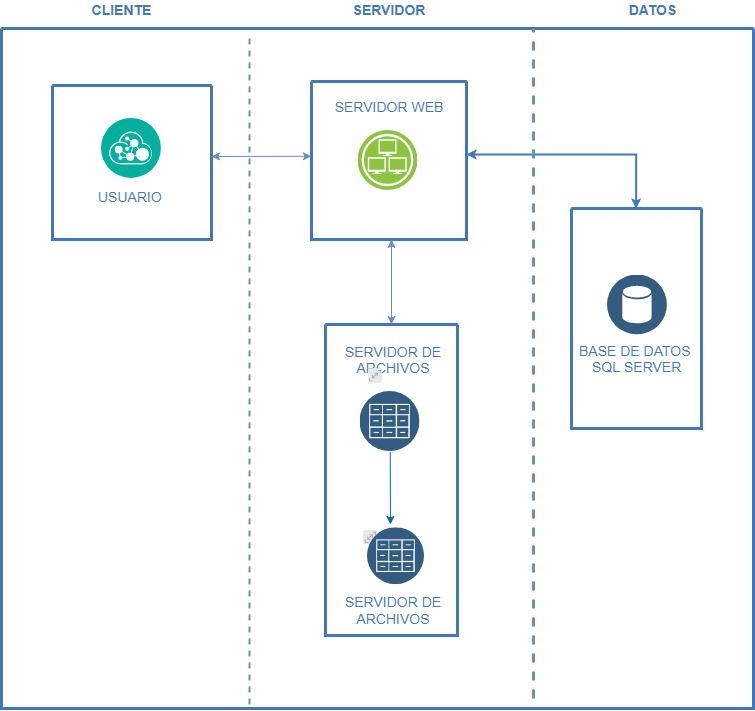 CLIENTE
SERVIDOR
DATOS
SERVIDOR WEB
USUARIO
BASE DE DATOS
SQL SERVER
SERVIDOR DE
ARCHIVOS
SERVIDOR DE
ARCHIVOS